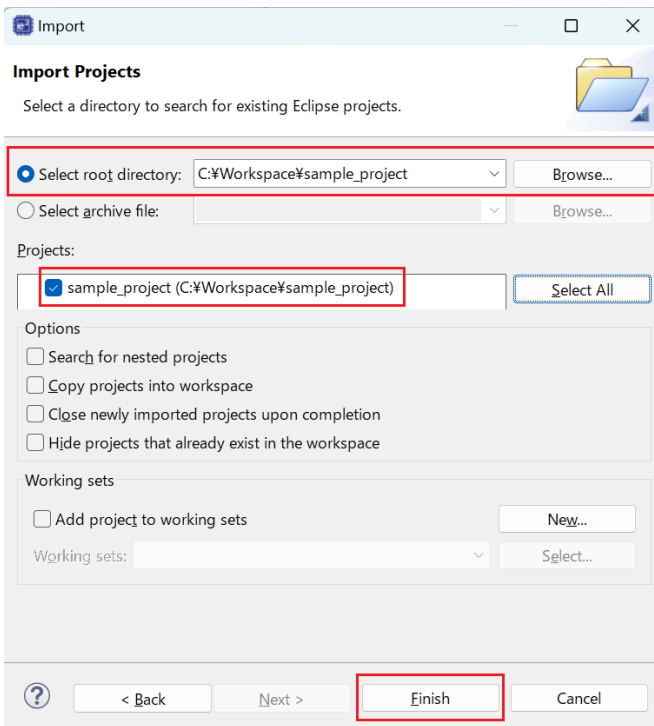 Import
Import Projects
Select a directory to search for existing Eclipse projects.
Select root directory: C:¥Workspace¥sample_project Browse...
Select archive file: Browse...
Projects:
sample_project (C:¥Workspace¥sample_project) Select All
Options
Search for nested projects
Copy projects into workspace
Close newly imported projects upon completion
Hide projects that already exist in the workspace
Working sets
Add project to working sets New...
Working sets: Select...
? < Back Next > Finish Cancel